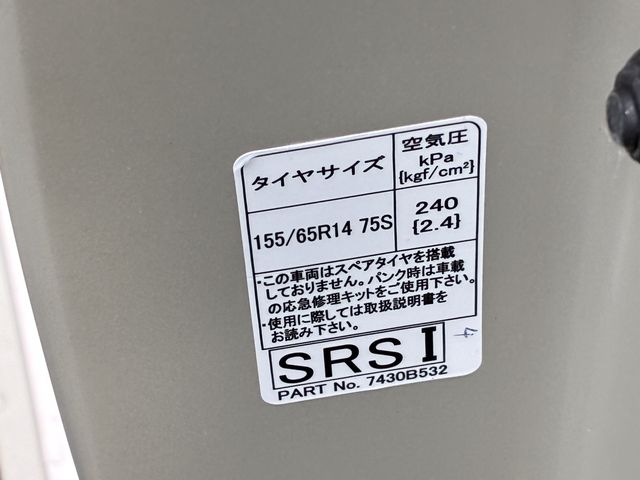 タイヤサイズ
空気圧
kPa
{kgf/cm²}
155/65R14 75S
240
{2.4}
・この車両はスペアタイヤを搭載
しておりません。パンク時は車載
の応急修理キットをご使用下さい。
・使用に際しては取扱説明書を
お読み下さい。
SRS I
PART No. 7430B532